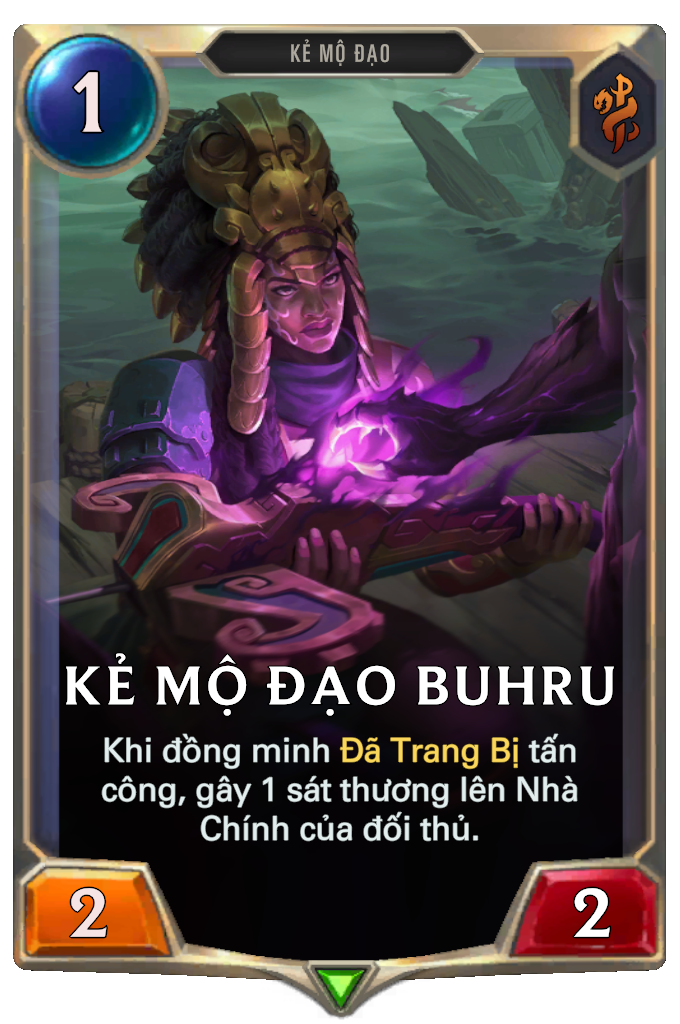 1
KẺ MỘ ĐẠO
KẺ MỘ ĐẠO BUHRU
Khi đồng minh Đã Trang Bị tấn
công, gây 1 sát thương lên Nhà
Chính của đối thủ.
2
2